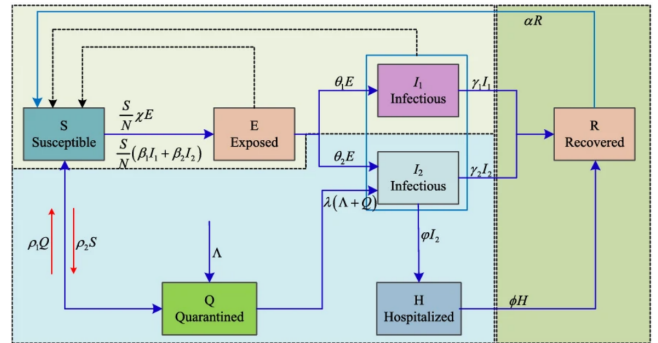 αR
S
Susceptible
S/N χE
S/N (β₁I₁ + β₂I₂)
E
Exposed
θ₁E
θ₂E
I₁
Infectious
γ₁I₁
I₂
Infectious
γ₂I₂
R
Recovered
λ(Λ+Q)
ρ₁Q
ρ₂S
Λ
φI₂
Q
Quarantined
H
Hospitalized
ϕH